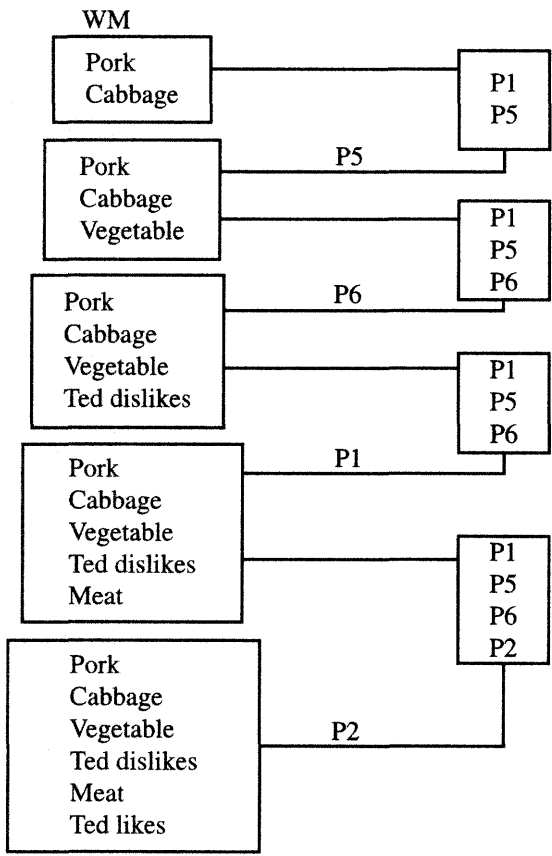 WM
Pork
Cabbage
P1
P5
P5
Pork
Cabbage
Vegetable
P1
P5
P6
P6
Pork
Cabbage
Vegetable
Ted dislikes
P1
P5
P6
P1
Pork
Cabbage
Vegetable
Ted dislikes
Meat
P1
P5
P6
P2
P2
Pork
Cabbage
Vegetable
Ted dislikes
Meat
Ted likes